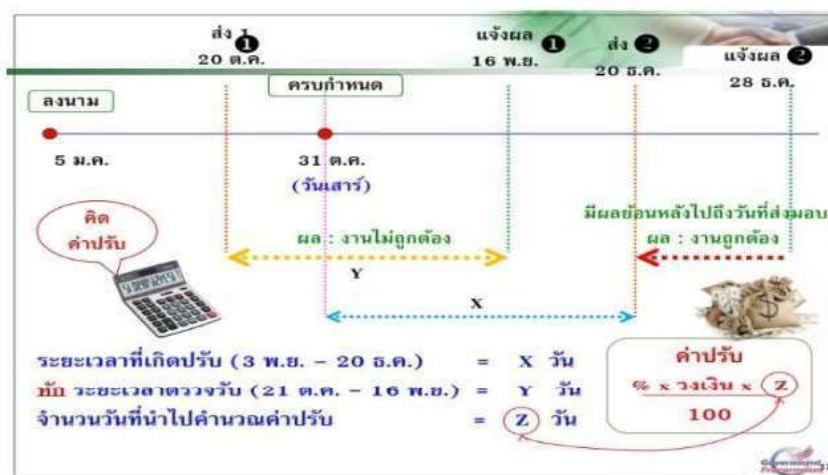 ส่ง 1 ❶
20 ต.ค.
แจ้งผล ❶
16 พ.ย.
ส่ง ❷
20 ธ.ค.
แจ้งผล ❷
28 ธ.ค.
ลงนาม
ครบกำหนด
5 ม.ค.
31 ต.ค.
(วันเสาร์)
คิด
ค่าปรับ
ผล : งานไม่ถูกต้อง
มีผลย้อนหลังไปถึงวันที่ส่งมอบ
ผล : งานถูกต้อง
Y
X
ระยะเวลาที่เกิดปรับ (3 พ.ย. – 20 ธ.ค.) = X วัน
หัก ระยะเวลาตรวจรับ (21 ต.ค. – 16 พ.ย.) = Y วัน
จำนวนวันที่นำไปคำนวณค่าปรับ = Z วัน
ค่าปรับ
% x วงเงิน x Z
100
Government
Procurement